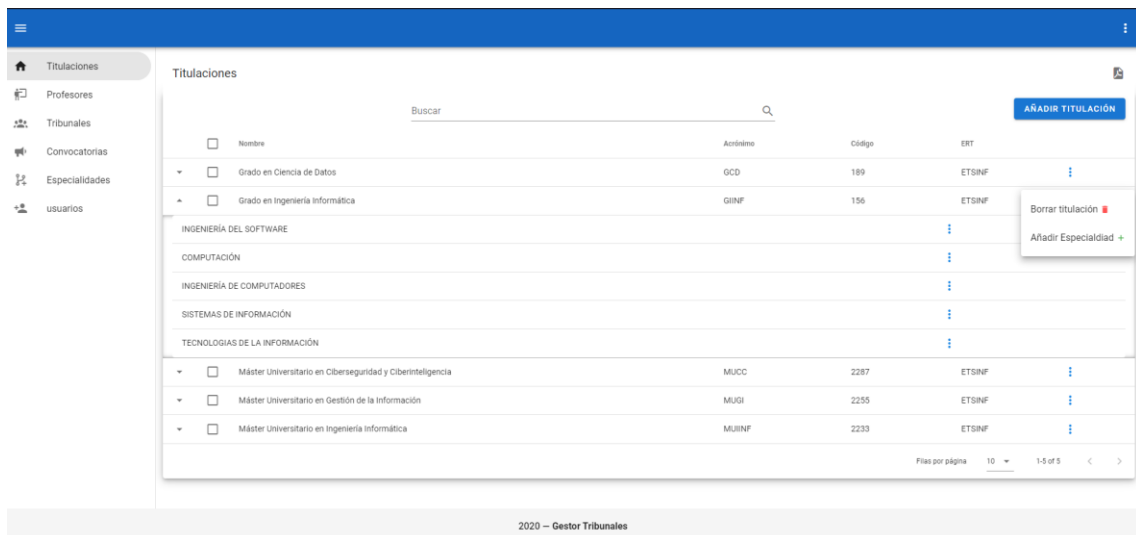 Titulaciones
Profesores
Tribunales
Convocatorias
Especialidades
usuarios
Titulaciones
Buscar
AÑADIR TITULACIÓN
Nombre Acrónimo Código ERT
Grado en Ciencia de Datos GCD 189 ETSINF
Grado en Ingeniería Informática GIINF 156 ETSINF
Borrar titulación
Añadir Especialdiad +
INGENIERÍA DEL SOFTWARE
COMPUTACIÓN
INGENIERÍA DE COMPUTADORES
SISTEMAS DE INFORMACIÓN
TECNOLOGIAS DE LA INFORMACIÓN
Máster Universitario en Ciberseguridad y Ciberinteligencia MUCC 2287 ETSINF
Máster Universitario en Gestión de la Información MUGI 2255 ETSINF
Máster Universitario en Ingeniería Informática MUIINF 2233 ETSINF
Filas por página 10 1-5 of 5
2020 — Gestor Tribunales